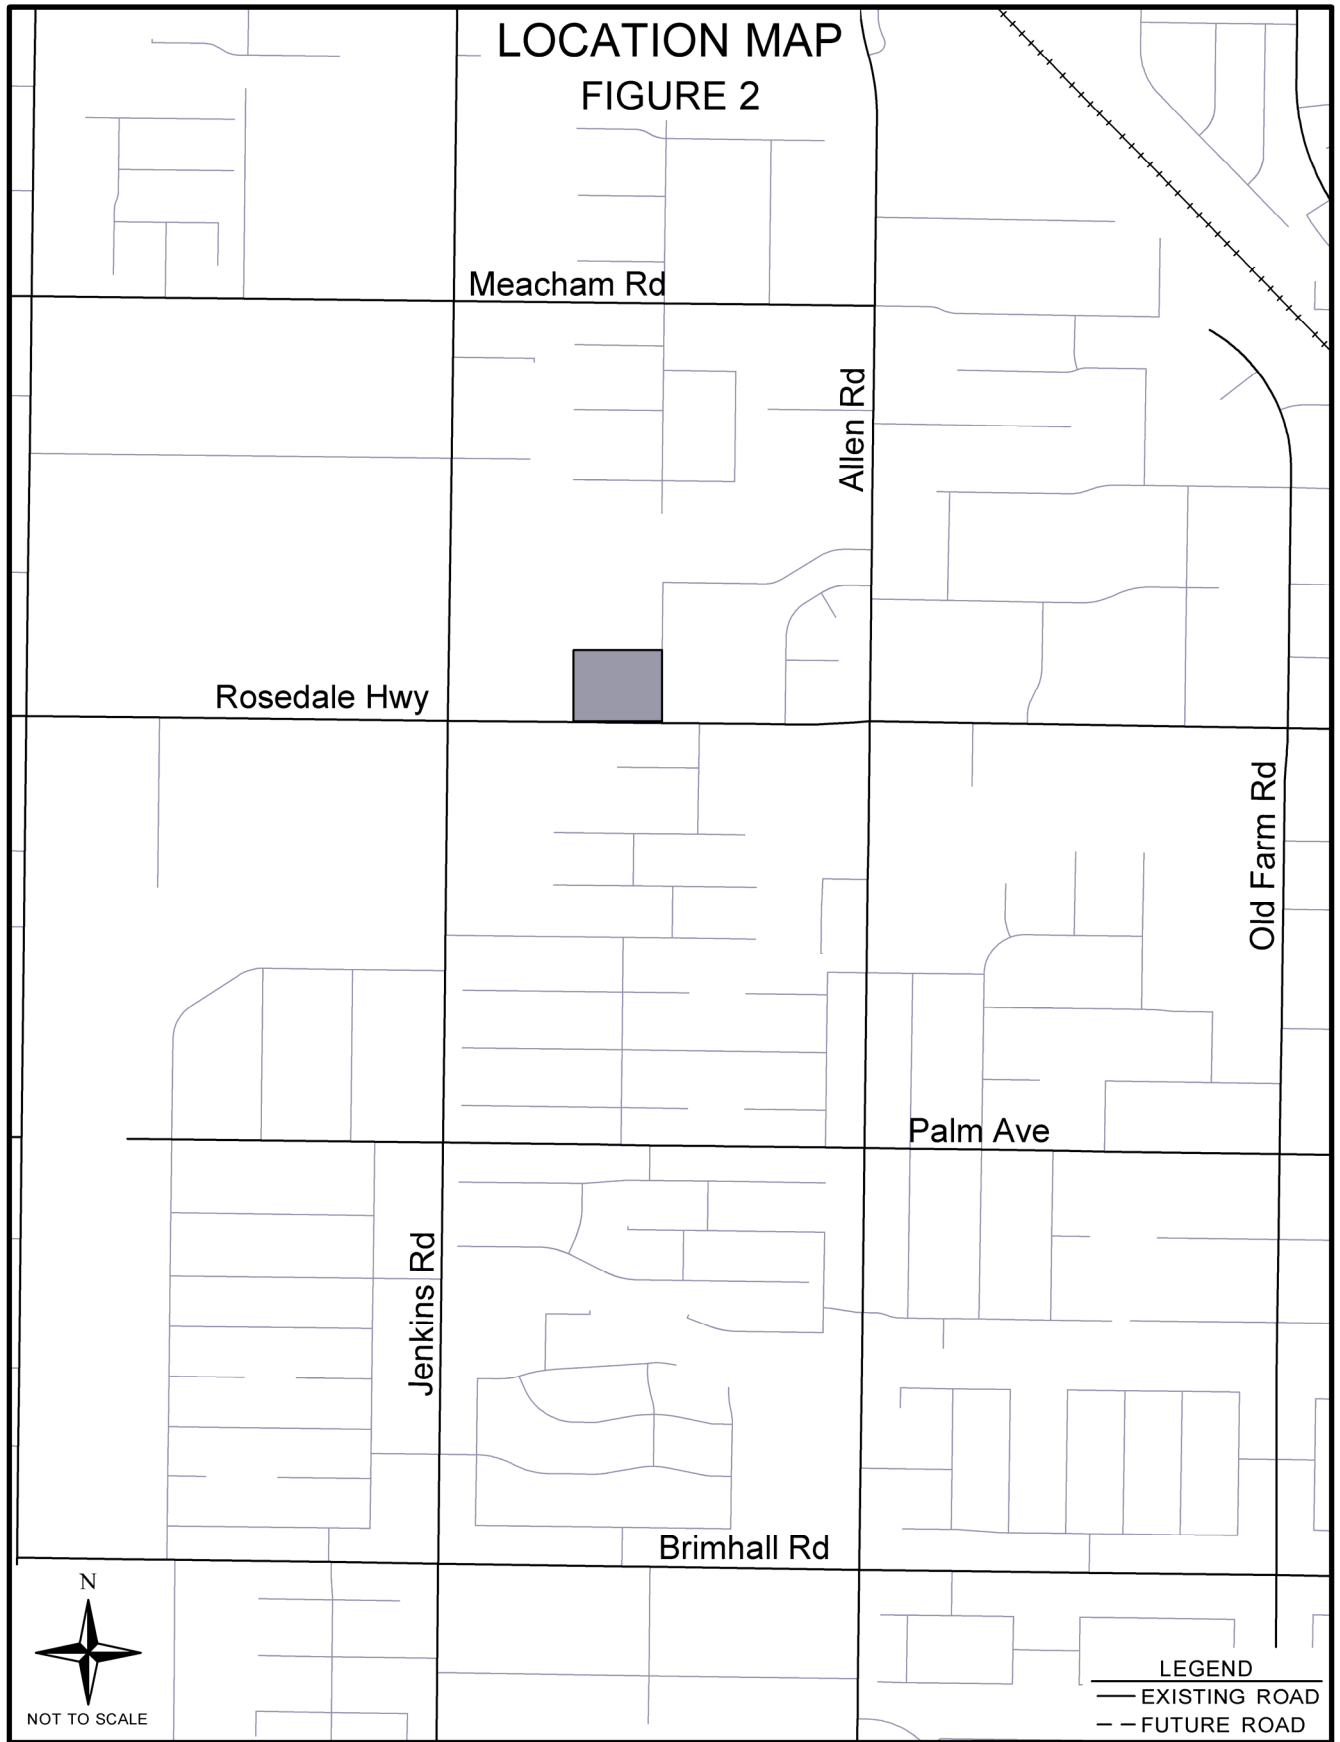 LOCATION MAP
FIGURE 2
Meacham Rd
Allen Rd
Rosedale Hwy
Old Farm Rd
Palm Ave
Jenkins Rd
Brimhall Rd
N
NOT TO SCALE
LEGEND
EXISTING ROAD
FUTURE ROAD